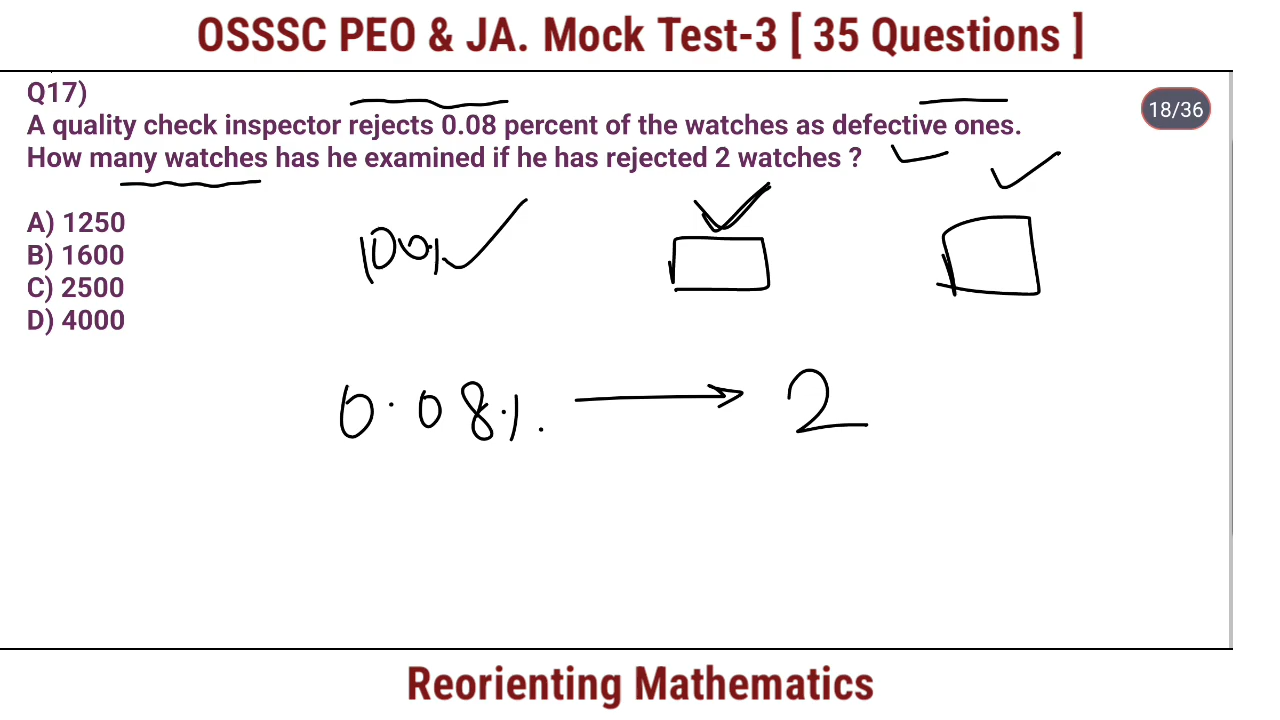 OSSSC PEO & JA. Mock Test-3 [ 35 Questions ]
Q17)
18/36
A quality check inspector rejects 0.08 percent of the watches as defective ones.
How many watches has he examined if he has rejected 2 watches ?
A) 1250
B) 1600
C) 2500
D) 4000
100%
0.08%. → 2
Reorienting Mathematics